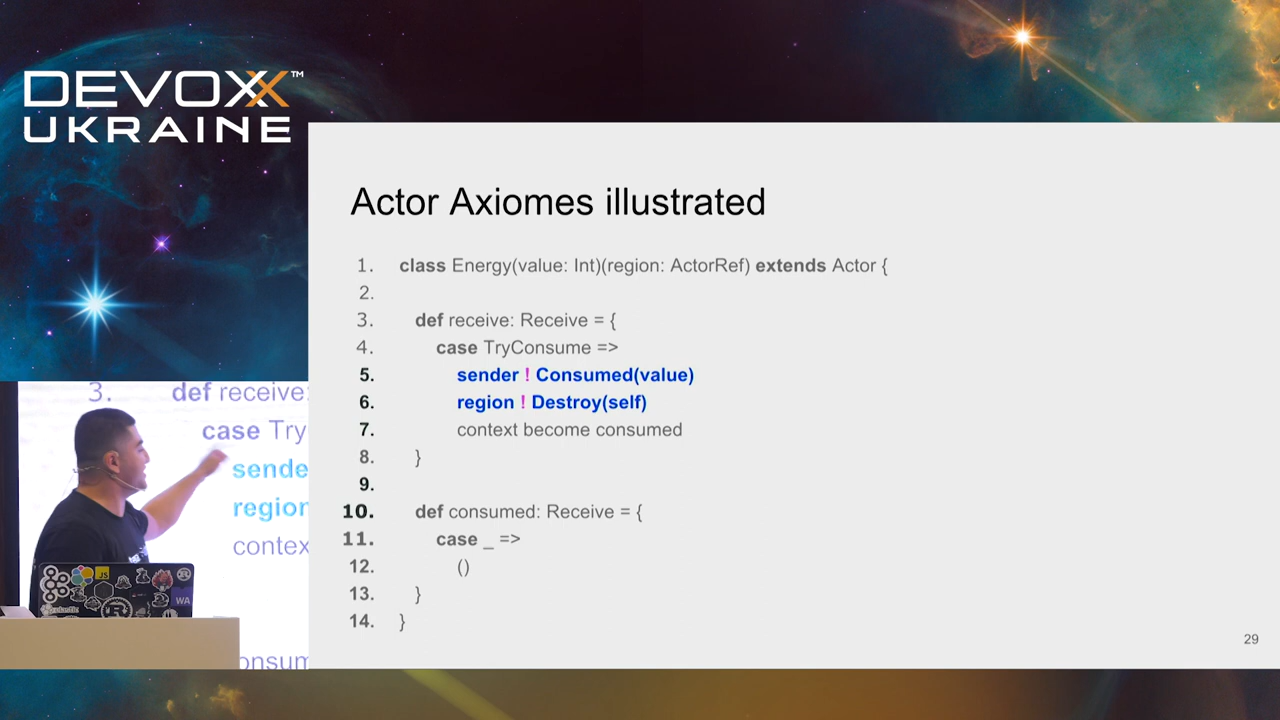 DEVOXX™
UKRAINE
Actor Axiomes illustrated
1. class Energy(value: Int)(region: ActorRef) extends Actor {
2.
3. def receive: Receive = {
4. case TryConsume =>
5. sender ! Consumed(value)
6. region ! Destroy(self)
7. context become consumed
8. }
9.
10. def consumed: Receive = {
11. case _ =>
12. ()
13. }
14. }
29
3. def receive:
case Try
sende
region
contex
onsum
JS
WA